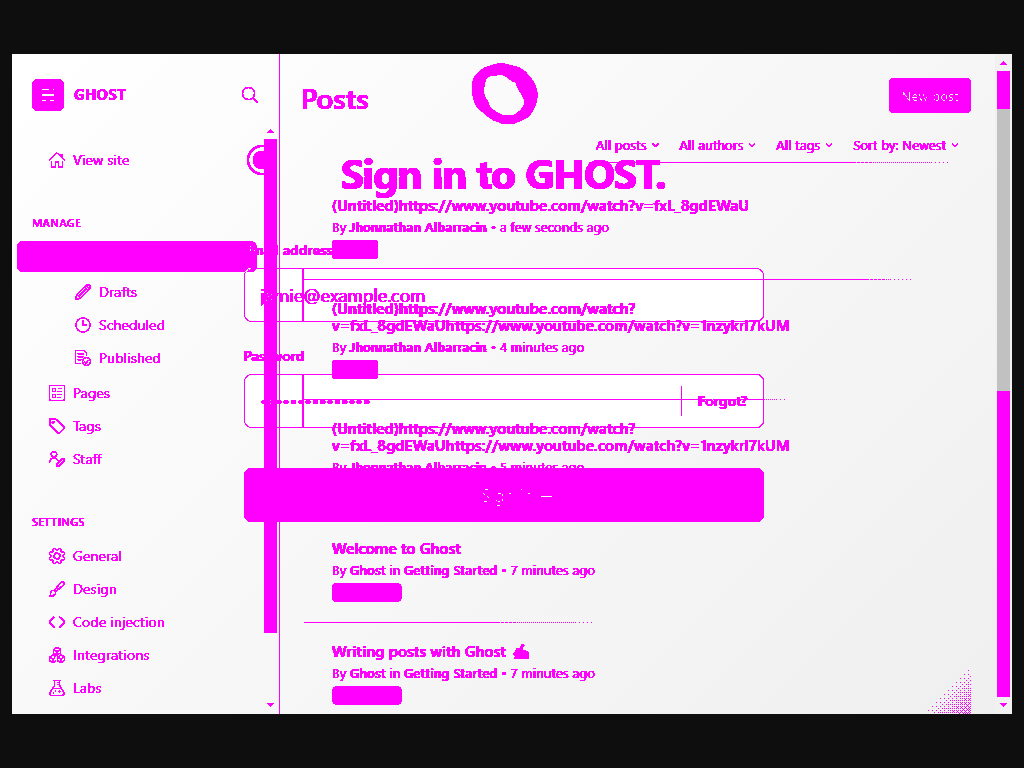 GHOST
View site
MANAGE
Drafts
Scheduled
Published
Pages
Tags
Staff
SETTINGS
General
Design
Code injection
Integrations
Labs
Posts
New post
All posts
All authors
All tags
Sort by: Newest
Sign in to GHOST.
(Untitled)https://www.youtube.com/watch?v=fxL_8gdEWaU
By Jhonnathan Albarracin • a few seconds ago
address
jamie@example.com
(Untitled)https://www.youtube.com/watch?
v=fxL_8gdEWaUhttps://www.youtube.com/watch?v=1nzykrI7kUM
By Jhonnathan Albarracin • 4 minutes ago
Password
Forgot?
(Untitled)https://www.youtube.com/watch?
v=fxL_8gdEWaUhttps://www.youtube.com/watch?v=1nzykrI7kUM
By Jhonnathan Albarracin • 5 minutes ago
Sign in →
Welcome to Ghost
By Ghost in Getting Started • 7 minutes ago
Writing posts with Ghost ✍
By Ghost in Getting Started • 7 minutes ago